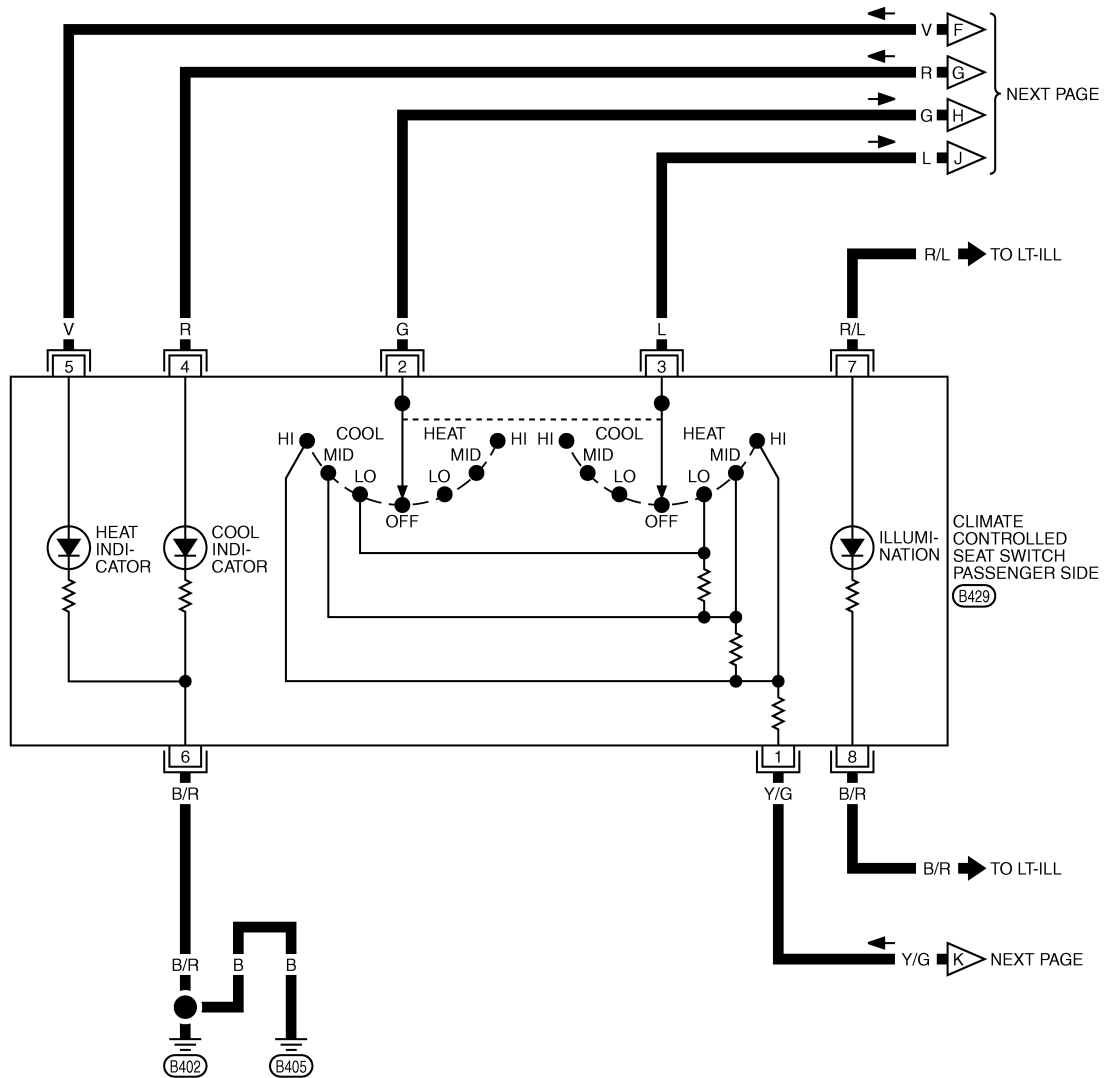 V F
R G
G H
L J
NEXT PAGE
R/L TO LT-ILL
V R G L R/L
5 4 2 3 7
HI COOL HEAT HI HI COOL HEAT HI
MID MID MID MID
LO LO LO LO
OFF OFF
HEAT
INDI-
CATOR
COOL
INDI-
CATOR
ILLUMI-
NATION
CLIMATE
CONTROLLED
SEAT SWITCH
PASSENGER SIDE
B429
6 1 8
B/R Y/G B/R
B/R TO LT-ILL
Y/G K NEXT PAGE
B/R B B
B402 B405